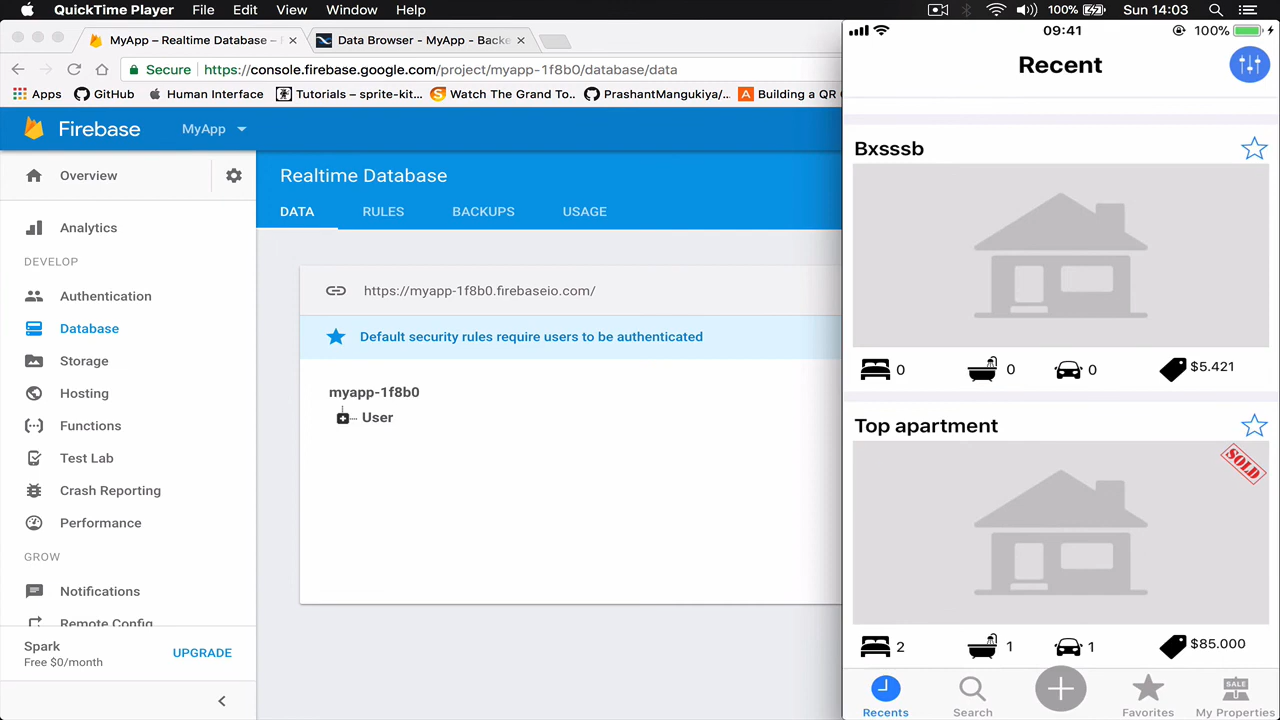 QuickTime Player File Edit View Window Help 100% Sun 14:03
MyApp – Realtime Database – Data Browser - MyApp - Backe
Secure https://console.firebase.google.com/project/myapp-1f8b0/database/data
Apps GitHub Human Interface Tutorials – sprite-kit... Watch The Grand To.. PrashantMangukiya/... Building a QR
Firebase MyApp
Overview
Analytics
DEVELOP
Authentication
Database
Storage
Hosting
Functions
Test Lab
Crash Reporting
Performance
GROW
Notifications
Remote Config
Spark
Free $0/month
UPGRADE
Realtime Database
DATA RULES BACKUPS USAGE
https://myapp-1f8b0.firebaseio.com/
Default security rules require users to be authenticated
myapp-1f8b0
User
09:41 100%
Recent
Bxsssb
0 0 0 $5.421
Top apartment
SOLD
2 1 1 $85.000
SALE
Recents Search Favorites My Properties